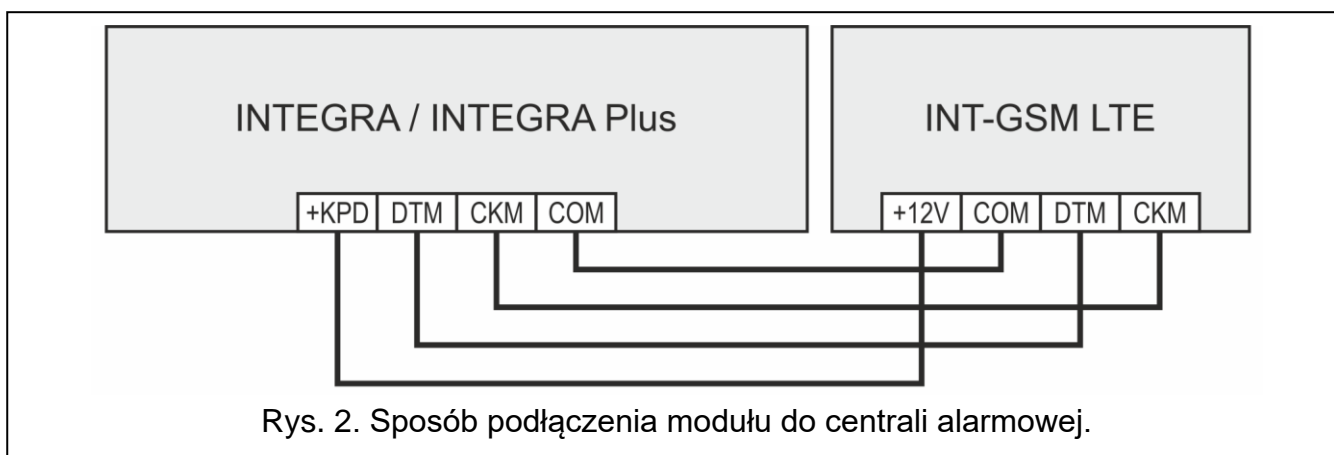 INTEGRA / INTEGRA Plus
+KPD DTM CKM COM
INT-GSM LTE
+12V COM DTM CKM
Rys. 2. Sposób podłączenia modułu do centrali alarmowej.